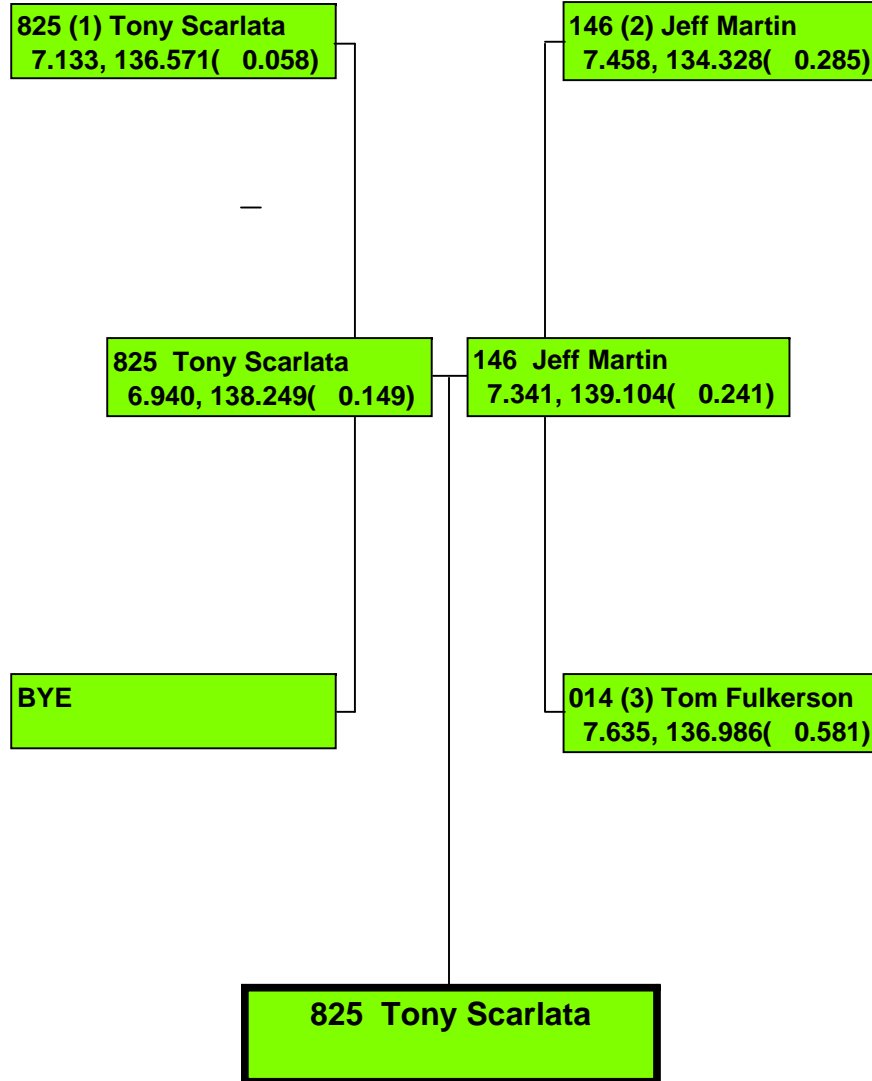 825 (1) Tony Scarlata
7.133, 136.571( 0.058)
146 (2) Jeff Martin
7.458, 134.328( 0.285)
825 Tony Scarlata
6.940, 138.249( 0.149)
146 Jeff Martin
7.341, 139.104( 0.241)
BYE
014 (3) Tom Fulkerson
7.635, 136.986( 0.581)
825 Tony Scarlata